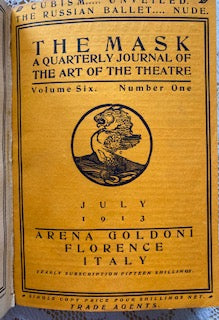 CUBISM..... UNVEILED.
THE RUSSIAN BALLET.... NUDE.
THE MASK
A QUARTERLY JOURNAL OF
THE ART OF THE THEATRE
Volume Six. Number One
JULY
1913
ARENA GOLDONI
FLORENCE
ITALY
YEARLY SUBSCRIPTION FIFTEEN SHILLINGS.
SINGLE COPY PRICE FOUR SHILLINGS NET.
TRADE AGENTS.